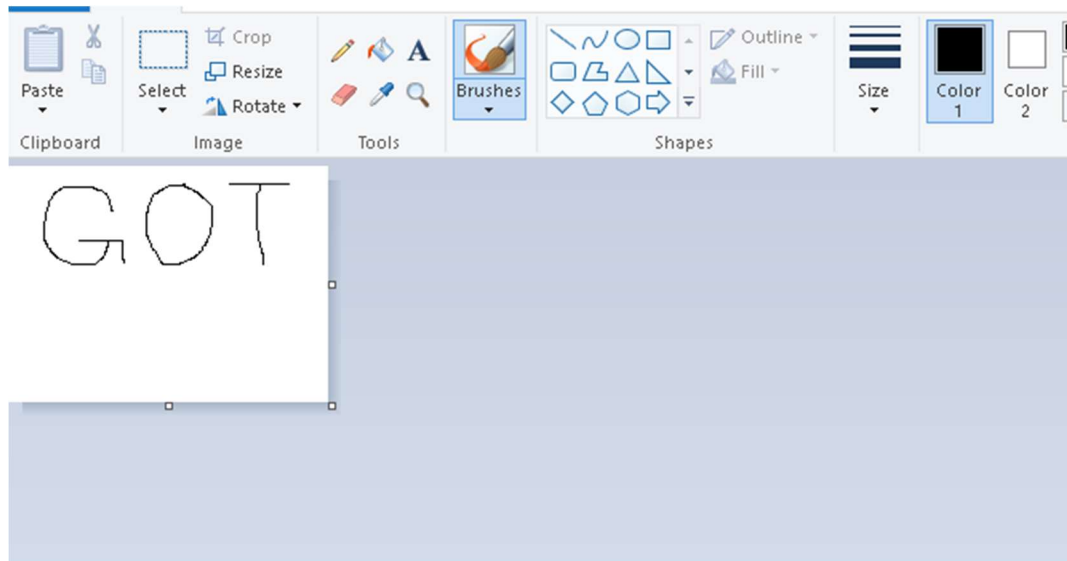 Paste
Clipboard
Select
Crop
Resize
Rotate
Image
A
Tools
Brushes
Outline
Fill
Shapes
Size
Color
1
Color
2
GOT